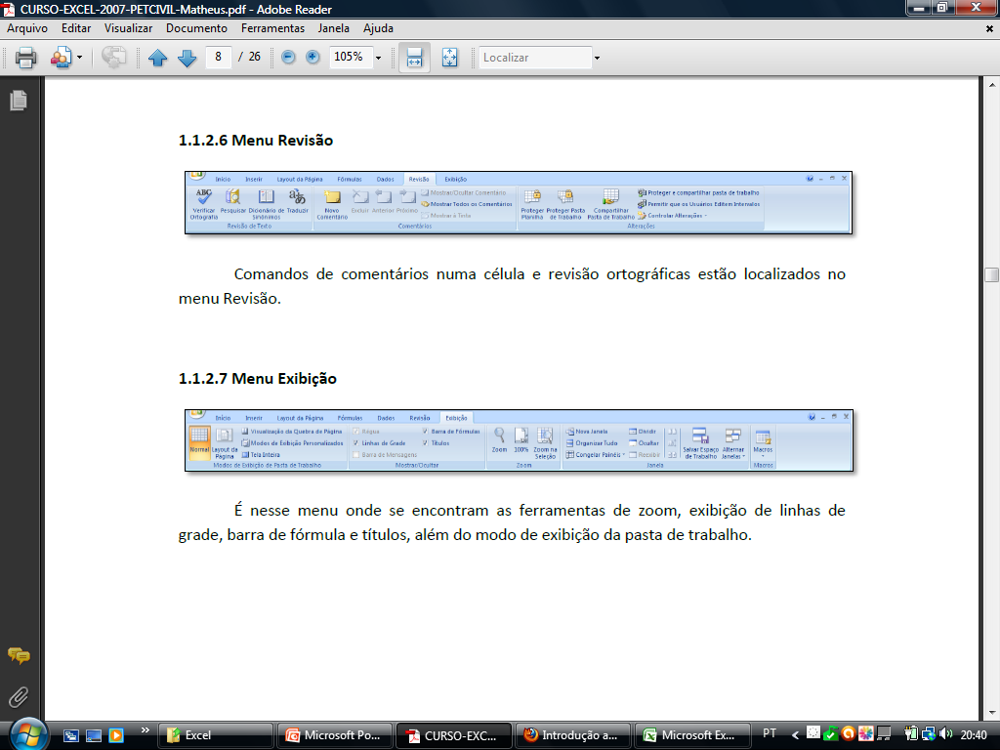 CURSO-EXCEL-2007-PETCIVIL-Matheus.pdf - Adobe Reader
Arquivo Editar Visualizar Documento Ferramentas Janela Ajuda
8 / 26 105% Localizar
1.1.2.6 Menu Revisão
Início Inserir Layout da Página Fórmulas Dados Revisão Exibição
ABC Mostrar/Ocultar Comentário Proteger e compartilhar pasta de trabalho
Verificar Pesquisar Dicionário de Traduzir Novo Excluir Anterior Próximo Mostrar Todos os Comentários Proteger Proteger Pasta Compartilhar Permitir que os Usuários Editem Intervalos
Ortografia Sinônimos Comentário Mostrar à Tinta Planilha de Trabalho Pasta de Trabalho Controlar Alterações
Revisão de Texto Comentários Alterações
Comandos de comentários numa célula e revisão ortográficas estão localizados no
menu Revisão.
1.1.2.7 Menu Exibição
Início Inserir Layout da Página Fórmulas Dados Revisão Exibição
Visualização da Quebra de Página Régua Barra de Fórmulas Nova Janela Dividir
Normal Layout da Modos de Exibição Personalizados Linhas de Grade Títulos Zoom 100% Zoom na Organizar Tudo Ocultar Salvar Espaço Alternar Macros
Página Tela Inteira Barra de Mensagens Seleção Congelar Painéis Reexibir de Trabalho Janelas
Modos de Exibição de Pasta de Trabalho Mostrar/Ocultar Zoom Janela Macros
É nesse menu onde se encontram as ferramentas de zoom, exibição de linhas de
grade, barra de fórmula e títulos, além do modo de exibição da pasta de trabalho.
Excel Microsoft Po... CURSO-EXC... Introdução a... Microsoft Ex... PT 20:40